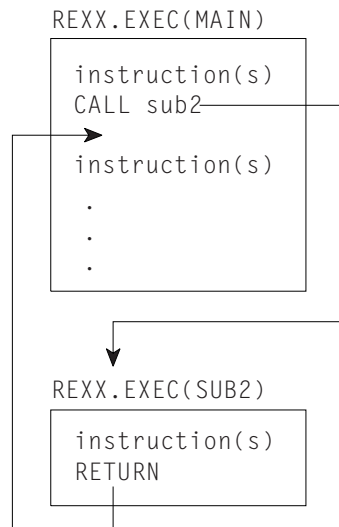 REXX.EXEC(MAIN)
instruction(s)
CALL sub2
instruction(s)
.
.
.
REXX.EXEC(SUB2)
instruction(s)
RETURN